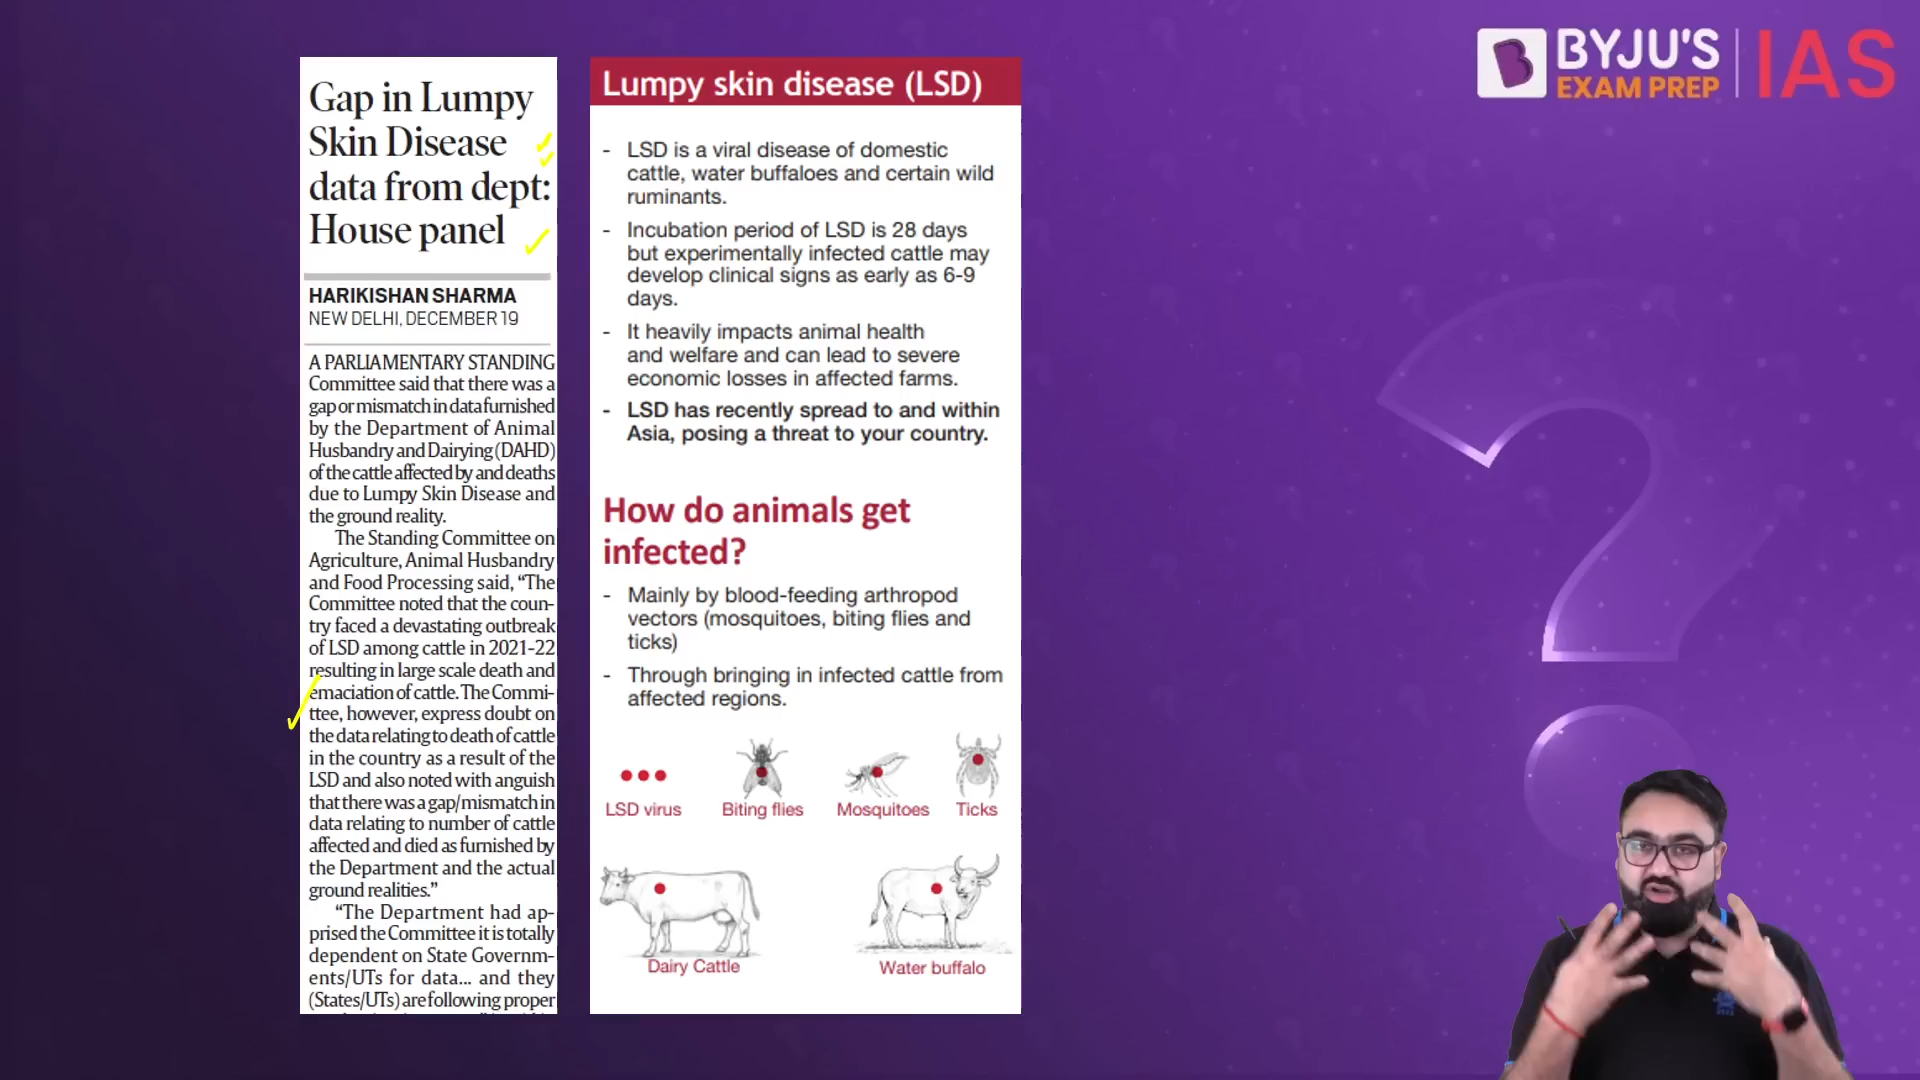 Gap in Lumpy
Skin Disease
data from dept:
House panel
HARIKISHAN SHARMA
NEW DELHI, DECEMBER 19
A PARLIAMENTARY STANDING
Committee said that there was a
gap or mismatch in data furnished
by the Department of Animal
Husbandry and Dairying (DAHD)
of the cattle affected by and deaths
due to Lumpy Skin Disease and
the ground reality.
The Standing Committee on
Agriculture, Animal Husbandry
and Food Processing said, “The
Committee noted that the coun-
try faced a devastating outbreak
of LSD among cattle in 2021-22
resulting in large scale death and
emaciation of cattle. The Commi-
ttee, however, express doubt on
the data relating to death of cattle
in the country as a result of the
LSD and also noted with anguish
that there was a gap/mismatch in
data relating to number of cattle
affected and died as furnished by
the Department and the actual
ground realities.”
“The Department had ap-
prised the Committee it is totally
dependent on State Governm-
ents/UTs for data... and they
(States/UTs) are following proper
Lumpy skin disease (LSD)
- LSD is a viral disease of domestic
cattle, water buffaloes and certain wild
ruminants.
- Incubation period of LSD is 28 days
but experimentally infected cattle may
develop clinical signs as early as 6-9
days.
- It heavily impacts animal health
and welfare and can lead to severe
economic losses in affected farms.
- LSD has recently spread to and within
Asia, posing a threat to your country.
How do animals get
infected?
- Mainly by blood-feeding arthropod
vectors (mosquitoes, biting flies and
ticks)
- Through bringing in infected cattle from
affected regions.
LSD virus
Biting flies
Mosquitoes
Ticks
Dairy Cattle
Water buffalo
BYJU'S
EXAM PREP
IAS